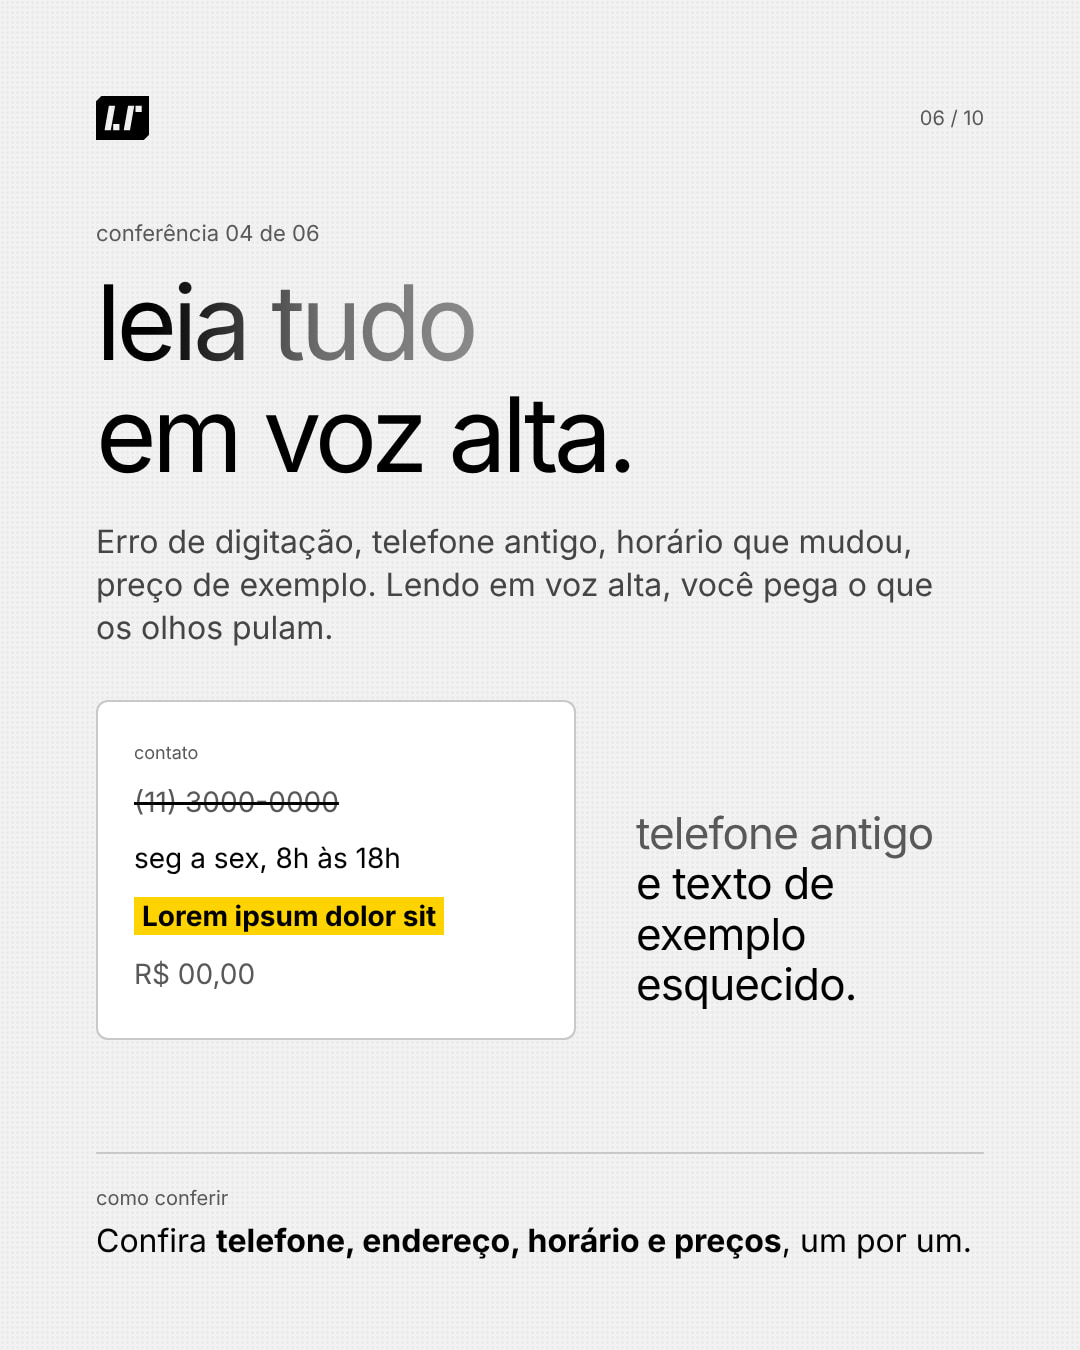 LT
06 / 10
conferência 04 de 06
leia tudo
em voz alta.
Erro de digitação, telefone antigo, horário que mudou,
preço de exemplo. Lendo em voz alta, você pega o que
os olhos pulam.
contato
(11) 3000-0000
seg a sex, 8h às 18h
Lorem ipsum dolor sit
R$ 00,00
telefone antigo
e texto de
exemplo
esquecido.
como conferir
Confira telefone, endereço, horário e preços, um por um.